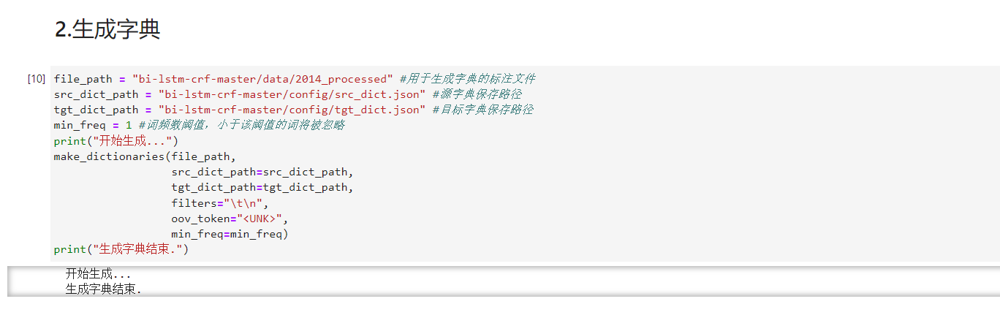 2.生成字典
[10] file_path = "bi-lstm-crf-master/data/2014_processed" #用于生成字典的标注文件
src_dict_path = "bi-lstm-crf-master/config/src_dict.json" #源字典保存路径
tgt_dict_path = "bi-lstm-crf-master/config/tgt_dict.json" #目标字典保存路径
min_freq = 1 #词频数阈值，小于该阈值的词将被忽略
print("开始生成...")
make_dictionaries(file_path,
src_dict_path=src_dict_path,
tgt_dict_path=tgt_dict_path,
filters="\t\n",
oov_token="<UNK>",
min_freq=min_freq)
print("生成字典结束.")
开始生成...
生成字典结束.